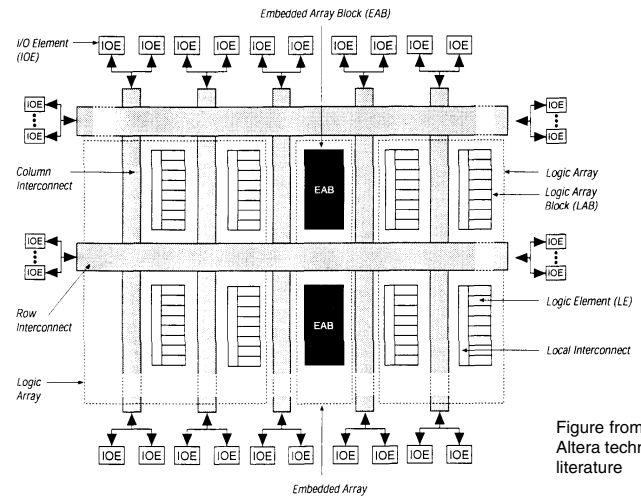 Embedded Array Block (EAB)
I/O Element
(IOE)
IOE IOE IOE IOE IOE IOE IOE IOE IOE IOE
IOE IOE
IOE IOE
Column
Interconnect
EAB
Logic Array
Logic Array
Block (LAB)
IOE IOE
IOE IOE
Row
Interconnect
EAB
Logic Element (LE)
Local Interconnect
Logic
Array
IOE IOE IOE IOE IOE IOE IOE IOE IOE IOE
Embedded Array
Figure from
Altera techn
literature